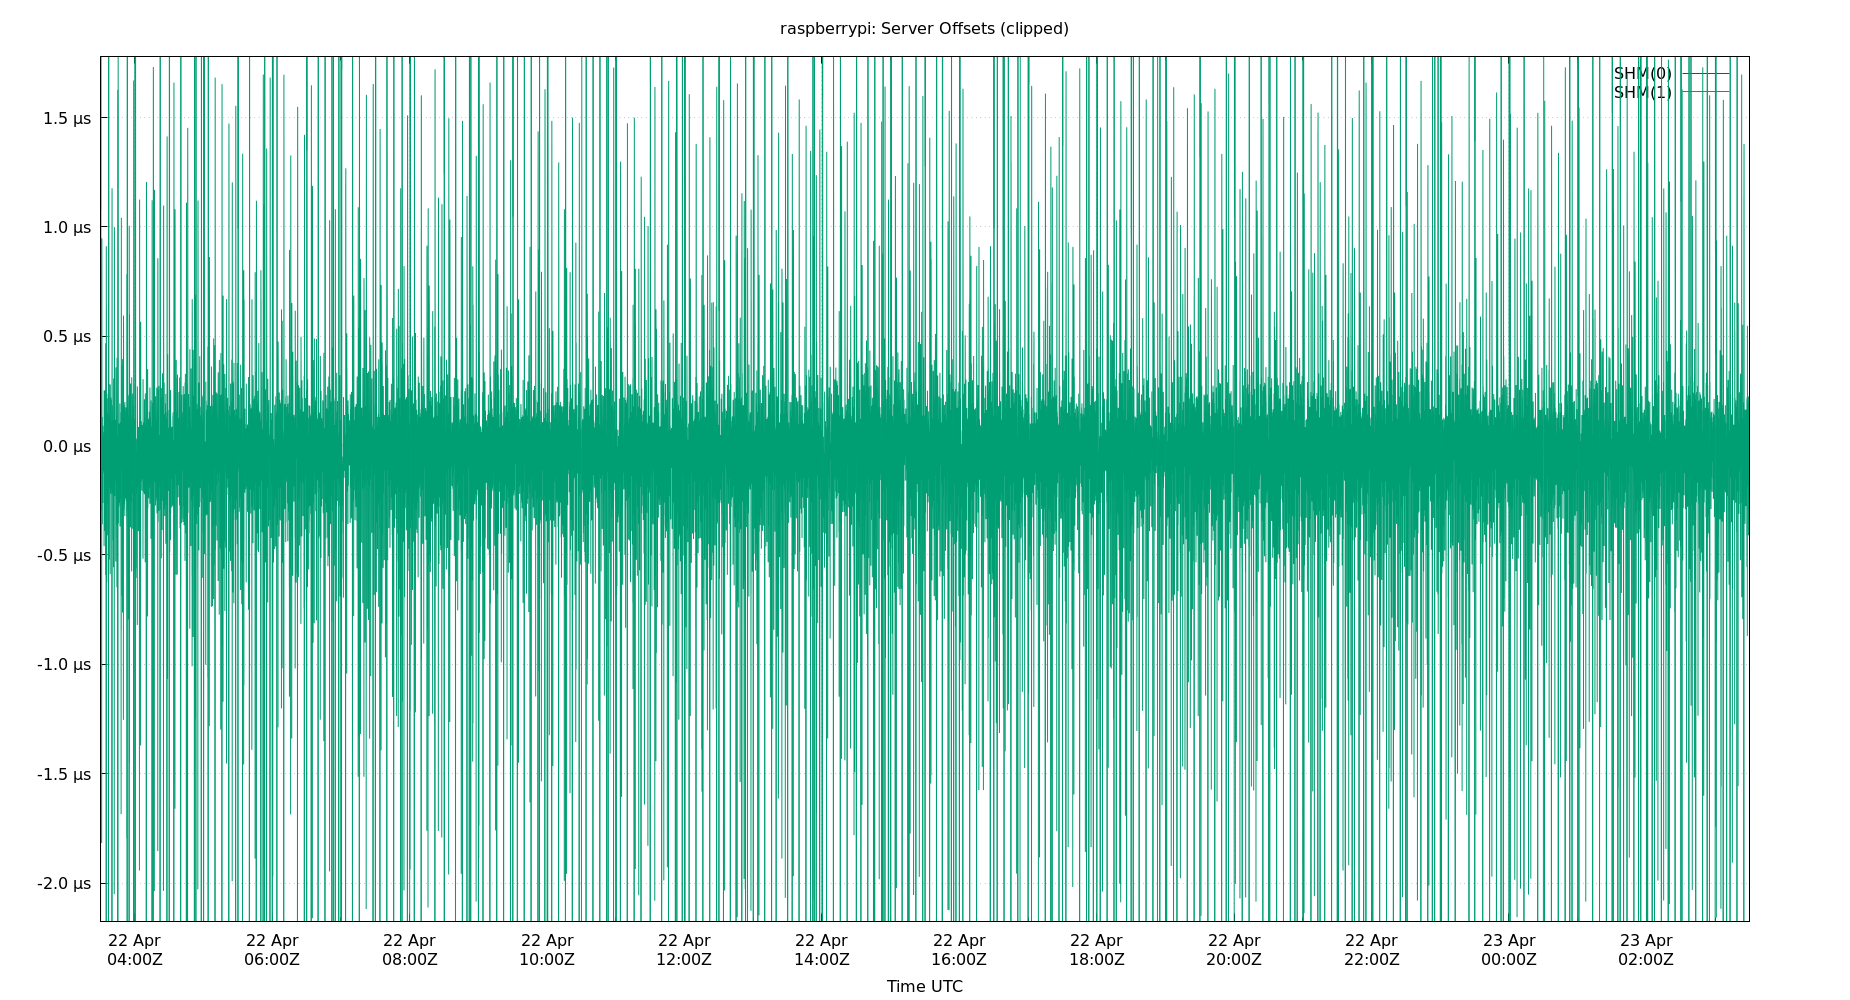 raspberrypi: Server Offsets (clipped)
SHM(0)
SHM(1)
1.5 µs
1.0 µs
0.5 µs
0.0 µs
-0.5 µs
-1.0 µs
-1.5 µs
-2.0 µs
22 Apr 22 Apr 22 Apr 22 Apr 22 Apr 22 Apr 22 Apr 22 Apr 22 Apr 22 Apr 23 Apr 23 Apr
04:00Z 06:00Z 08:00Z 10:00Z 12:00Z 14:00Z 16:00Z 18:00Z 20:00Z 22:00Z 00:00Z 02:00Z
Time UTC